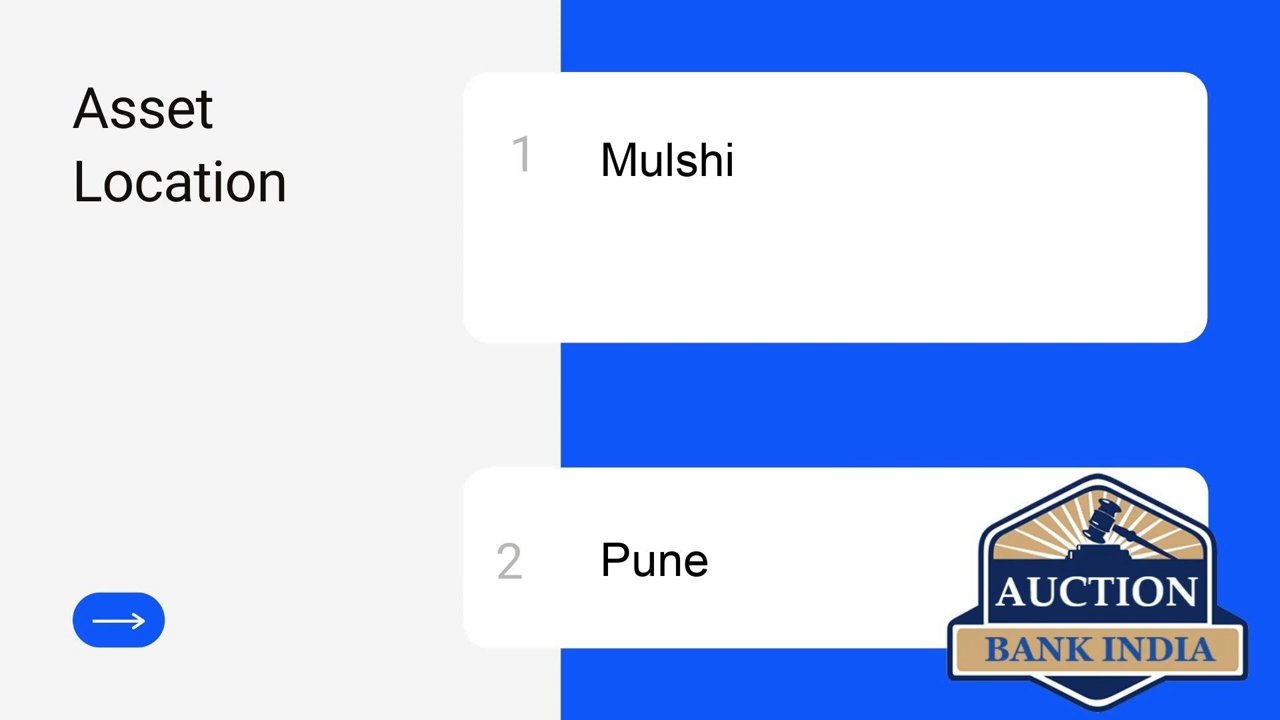 Asset
Location
1
Mulshi
2
Pune
AUCTION
BANK INDIA